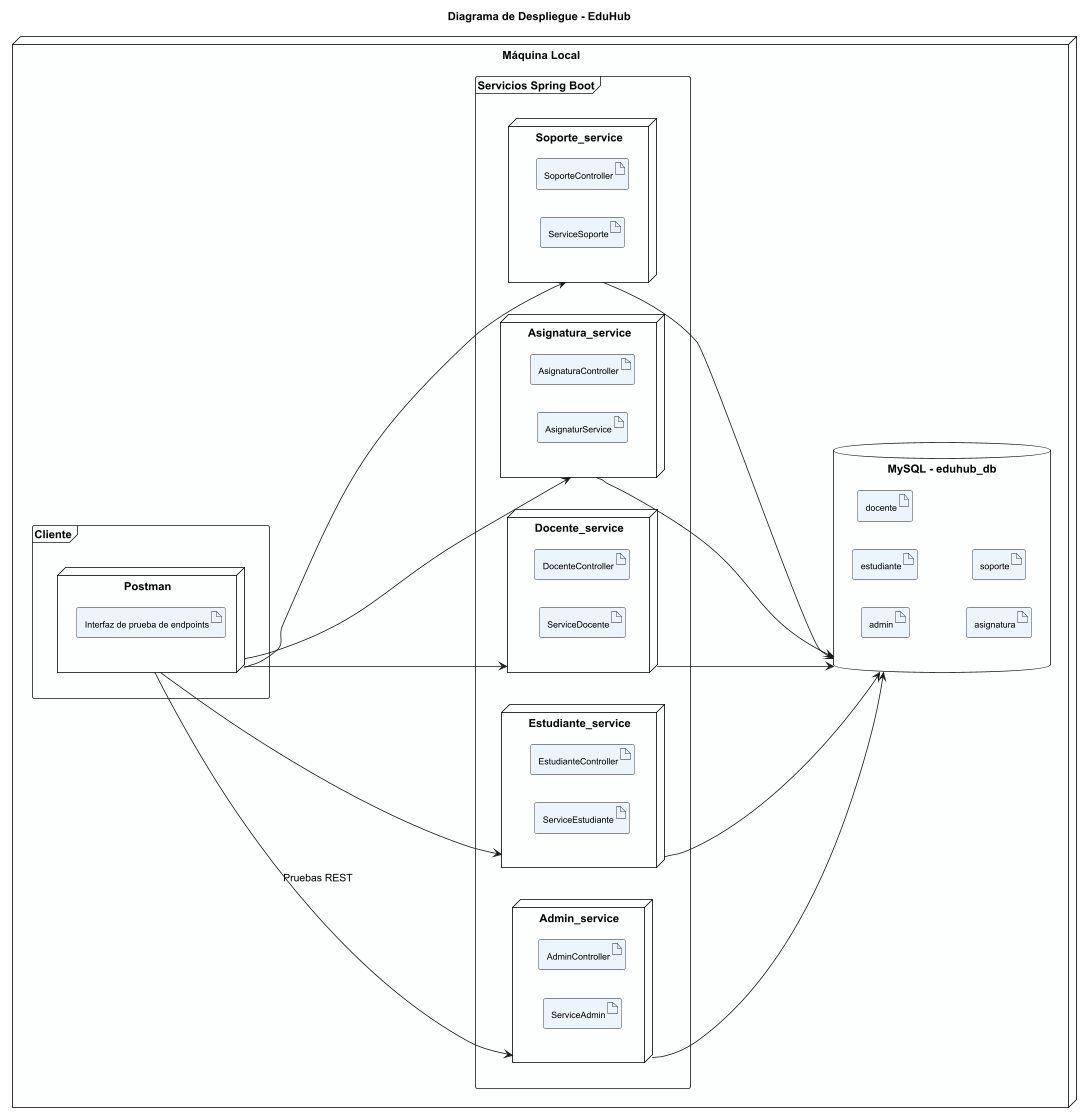 Diagrama de Despliegue - EduHub
Máquina Local
Servicios Spring Boot
Soporte_service
SoporteController
ServiceSoporte
Asignatura_service
AsignaturaController
AsignaturService
Docente_service
DocenteController
ServiceDocente
Estudiante_service
EstudianteController
ServiceEstudiante
Admin_service
AdminController
ServiceAdmin
Cliente
Postman
Interfaz de prueba de endpoints
Pruebas REST
MySQL - eduhub_db
docente
estudiante
soporte
admin
asignatura